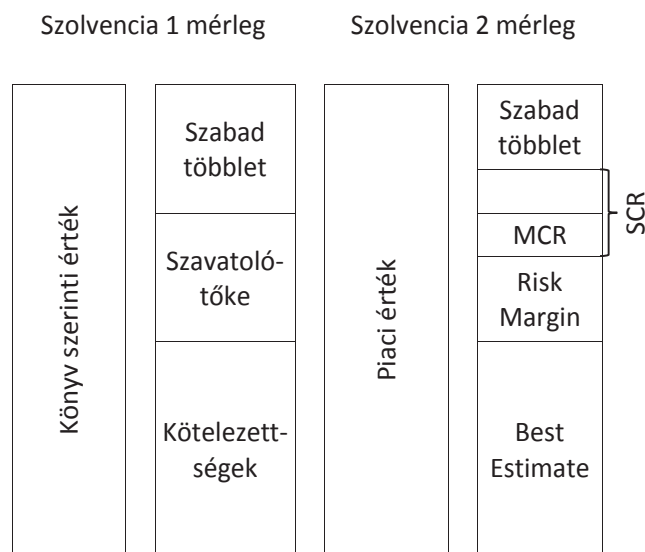 Szolvencia 1 mérleg
Szolvencia 2 mérleg
Könyv szerinti érték
Szabad
többlet
Szavatoló-
tőke
Kötelezett-
ségek
Piaci érték
Szabad
többlet
MCR
SCR
Risk
Margin
Best
Estimate